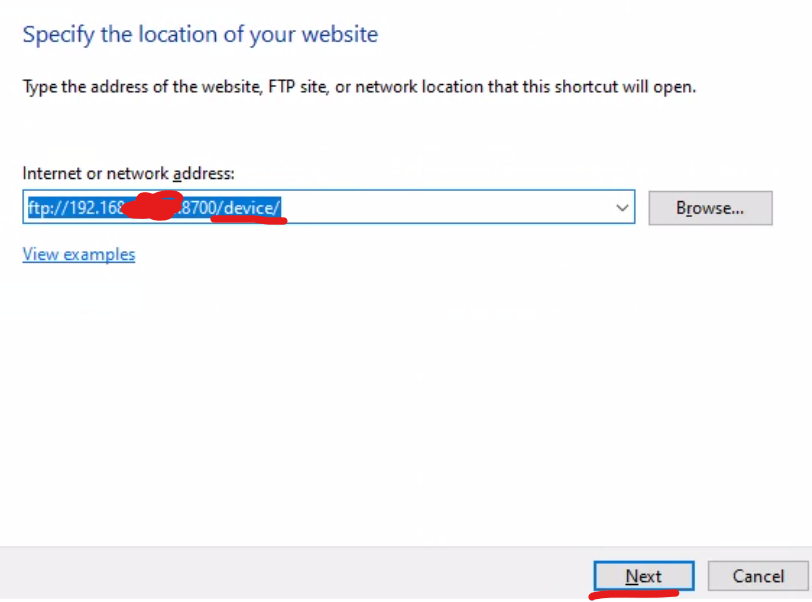 Specify the location of your website
Type the address of the website, FTP site, or network location that this shortcut will open.
Internet or network address:
ftp://192.168 8700/device/
Browse...
View examples
Next
Cancel